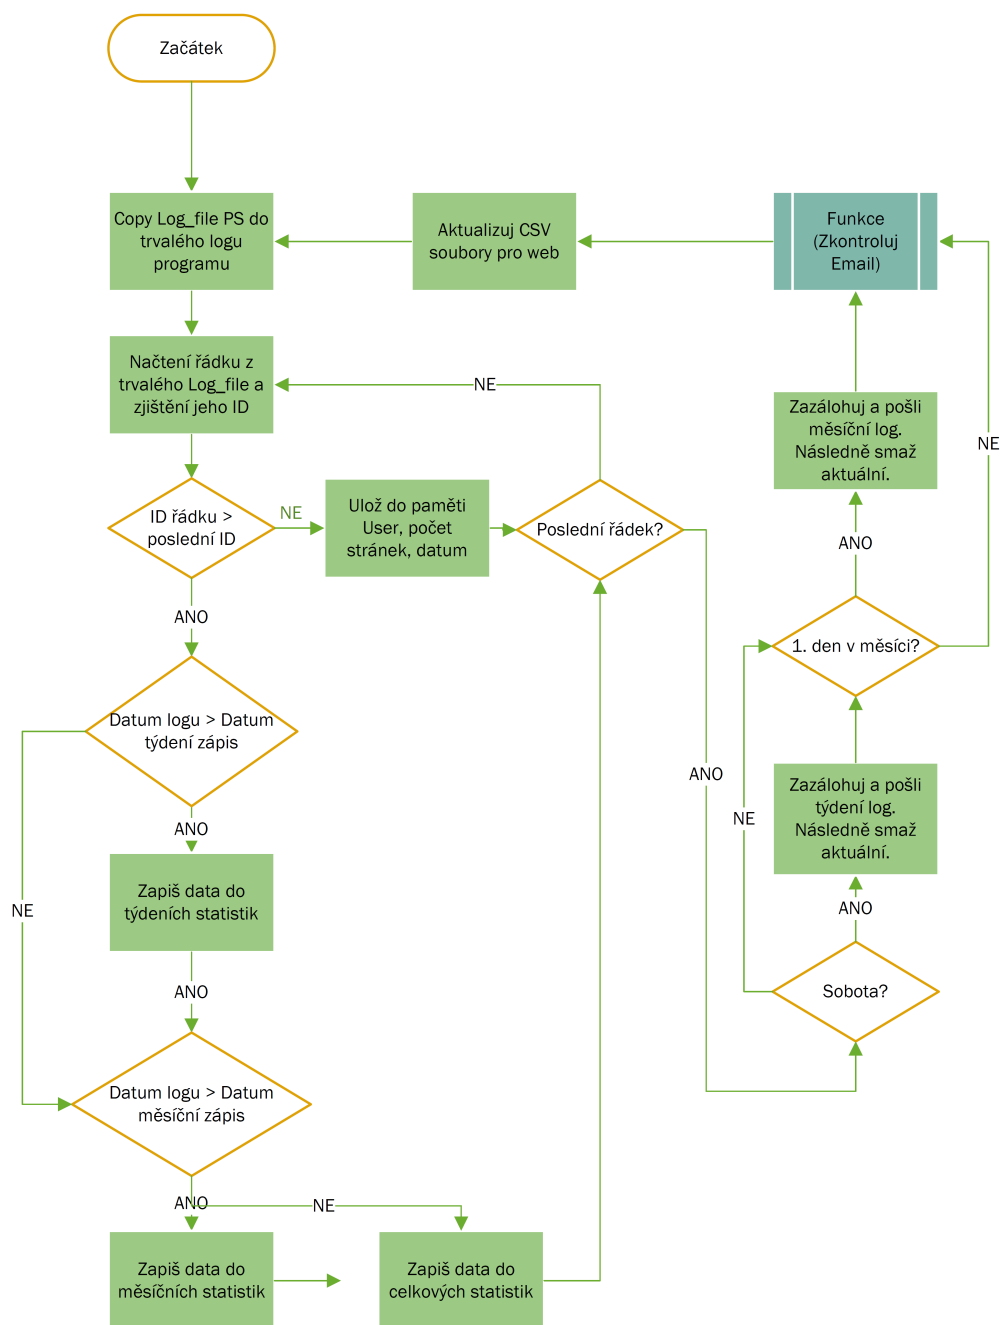 Začátek
Copy Log_file PS do
trvalého logu
programu
Aktualizuj CSV
soubory pro web
Funkce
(Zkontroluj
Email)
Načtení řádku z
trvalého Log_file a
zjištění jeho ID
NE
Zazálohuj a pošli
měsíční log.
Následně smaž
aktuální.
NE
ID řádku >
poslední ID
NE
Ulož do paměti
User, počet
stránek, datum
Poslední řádek?
ANO
ANO
1. den v měsíci?
Datum logu > Datum
týdení zápis
ANO
NE
Zazálohuj a pošli
týdení log.
Následně smaž
aktuální.
ANO
Zapiš data do
týdeních statistik
NE
ANO
ANO
Sobota?
Datum logu > Datum
měsíční zápis
ANO
NE
Zapiš data do
měsíčních statistik
Zapiš data do
celkových statistik